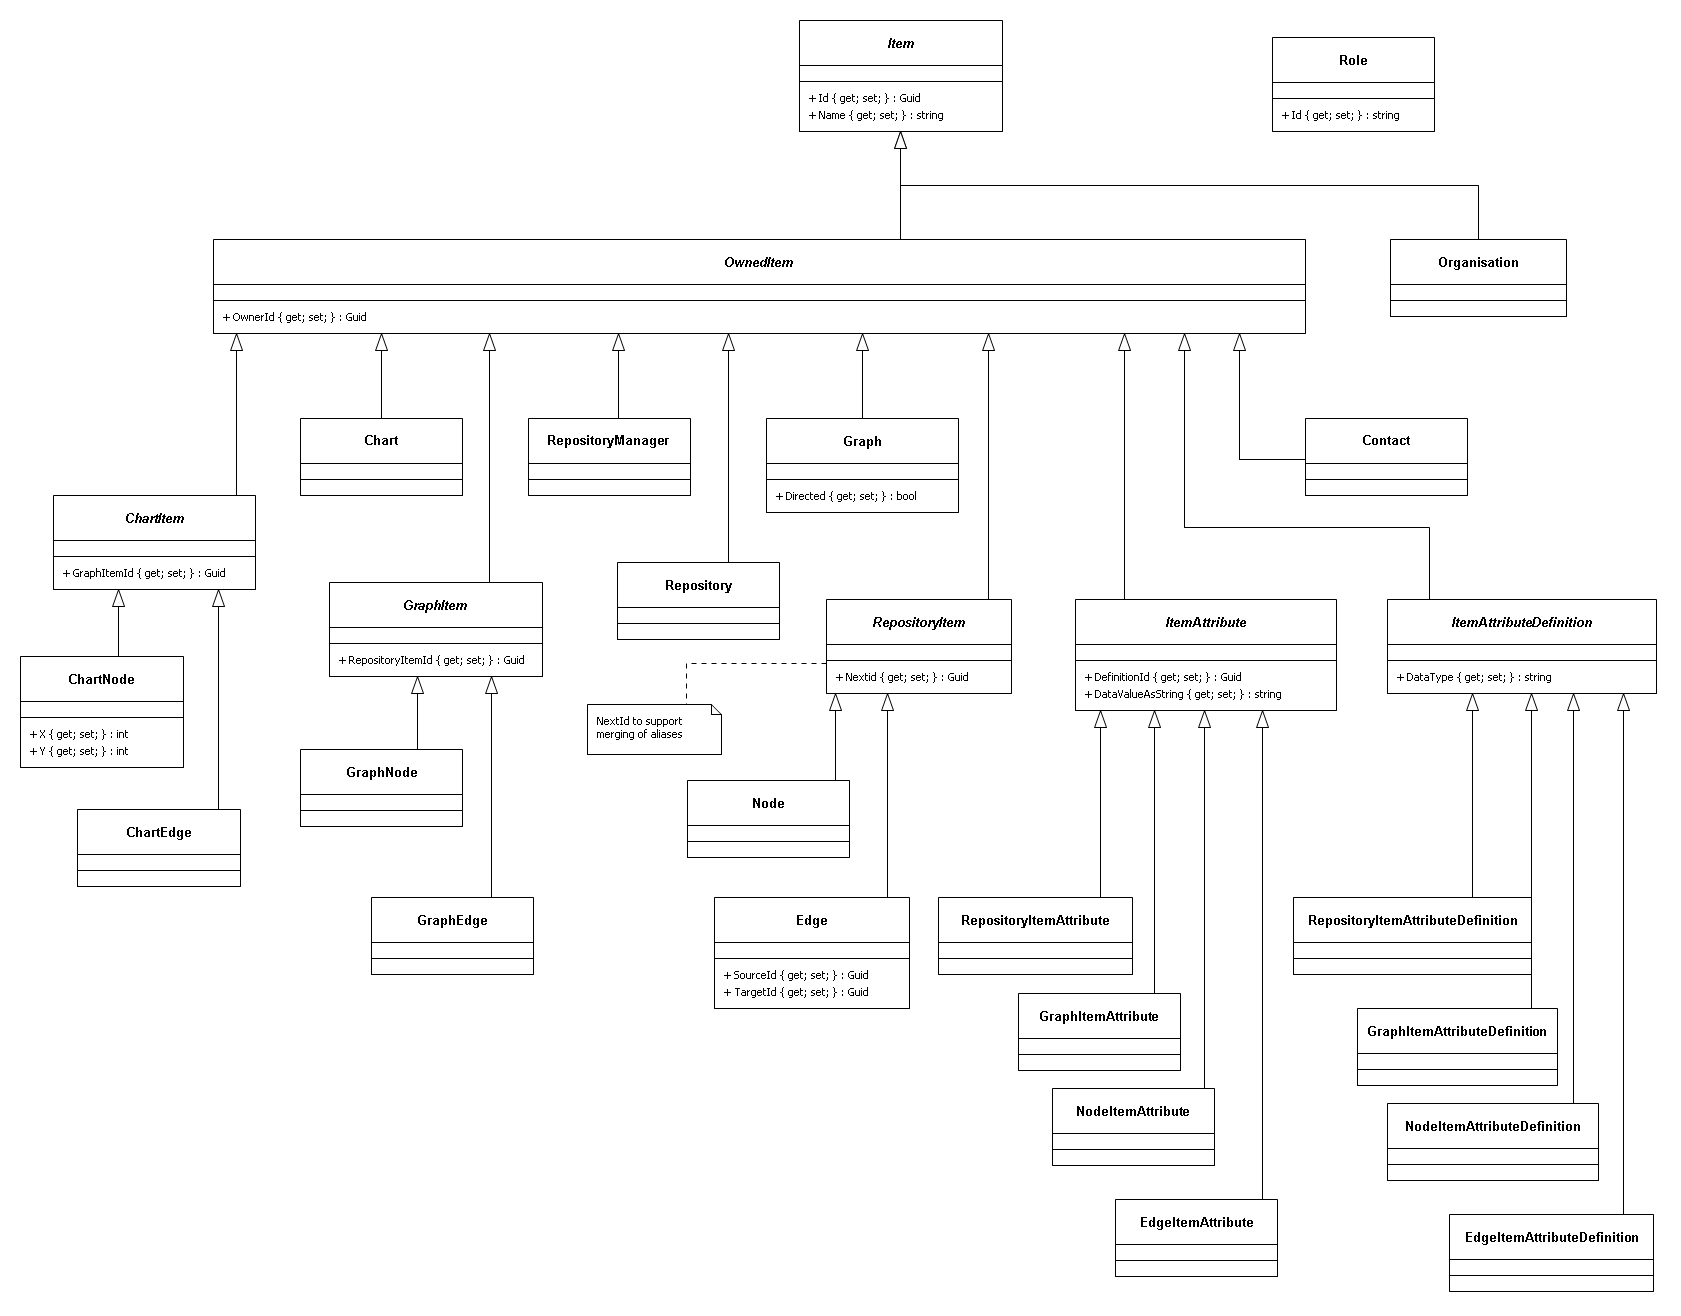 Item
+ Id { get; set; } : Guid
+ Name { get; set; } : string
Role
+ Id { get; set; } : string
OwnedItem
+ OwnerId { get; set; } : Guid
Organisation
Chart
RepositoryManager
Graph
+ Directed { get; set; } : bool
Contact
ChartItem
+ GraphItemId { get; set; } : Guid
GraphItem
+ RepositoryItemId { get; set; } : Guid
Repository
RepositoryItem
+ Nextid { get; set; } : Guid
ItemAttribute
+ DefinitionId { get; set; } : Guid
+ DataValueAsString { get; set; } : string
ItemAttributeDefinition
+ DataType { get; set; } : string
ChartNode
+ X { get; set; } : int
+ Y { get; set; } : int
NextId to support
merging of aliases
GraphNode
Node
ChartEdge
GraphEdge
Edge
+ SourceId { get; set; } : Guid
+ TargetId { get; set; } : Guid
RepositoryItemAttribute
RepositoryItemAttributeDefinition
GraphItemAttribute
GraphItemAttributeDefinition
NodeItemAttribute
NodeItemAttributeDefinition
EdgeItemAttribute
EdgeItemAttributeDefinition